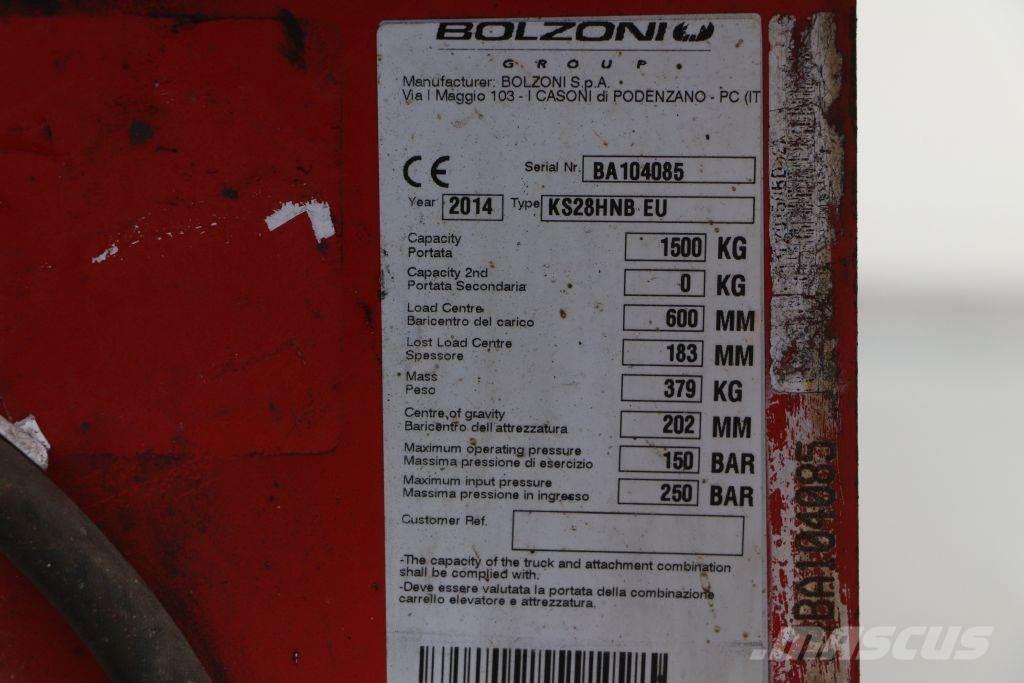 BOLZONI
GROUP
Manufacturer: BOLZONI S.p.A.
Via I Maggio 103 - I CASONI di PODENZANO - PC (IT
CE Serial Nr. BA104085
Year 2014 Type KS28HNB EU
Capacity
Portata 1500 KG
Capacity 2nd
Portata Secondaria 0 KG
Load Centre
Baricentro del carico 600 MM
Lost Load Centre
Spessore 183 MM
Mass
Peso 379 KG
Centre of gravity
Baricentro dell'attrezzatura 202 MM
Maximum operating pressure
Massima pressione di esercizio 150 BAR
Maximum input pressure
Massima pressione in ingresso 250 BAR
Customer Ref.
-The capacity of the truck and attachment combination
shall be complied with.
-Deve essere valutata la portata della combinazione
carrello elevatore e attrezzatura.
BA104085
MASCUS